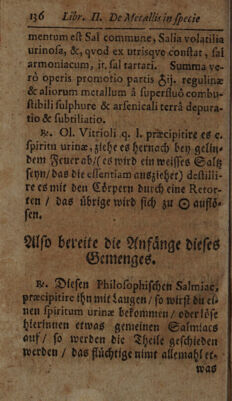 136 Libr. II. De Metallis in specie
mentum est Sal commune, Salia volatilia
urinosa, &c, qvod ex utrisqve constat, sal
armoniacum, it. sal tartari. Summa ve-
rò operis promotio partis ♁ij. regulinæ
& aliorum metallum â superfluô combu-
stibili sulphure & arsenicali terrâ depura-
tio & subtiliatio.
℞. Ol. Vitrioli q. l. præcipitire es c.
spiritu urinæ, ziehe es hernach bey gelin-
dem Feuer ab/(es wird ein weisses Saltz
seyn/ das die essentiam ausziehet) destilli-
re es mit den Cörpern durch eine Retor-
ten / das übrige wird sich zu ☉ auflö-
sen.
Also bereite die Anfänge dieses
Gemenges.
℞. Diesen Philosophischen Salmiac,
præcipitire ihn mit Laugen/ so wirst du ei-
nen spiritum urinæ bekommen/ oder löse
hierinnen etwas gemeinen Salmiacs
auf/ so werden die Theile geschieden
werden / das flüchtige nimt allemahl et-
was